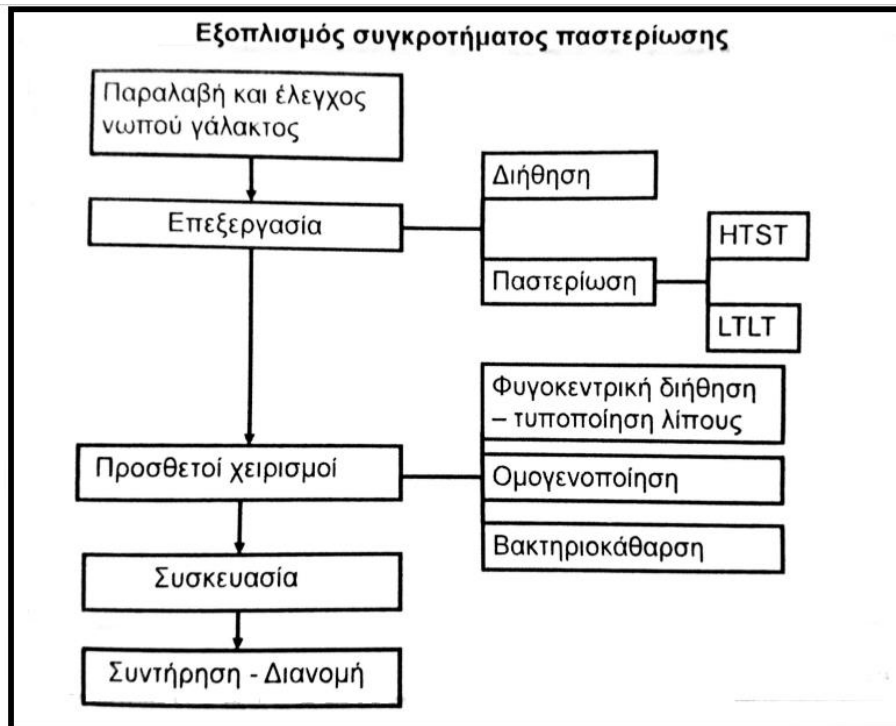 Εξοπλισμός συγκροτήματος παστερίωσης
Παραλαβή και έλεγχος
νωπού γάλακτος
Επεξεργασία
Διήθηση
Παστερίωση
HTST
LTLT
Προσθετοί χειρισμοί
Φυγοκεντρική διήθηση
– τυποποίηση λίπους
Ομογενοποίηση
Βακτηριοκάθαρση
Συσκευασία
Συντήρηση - Διανομή